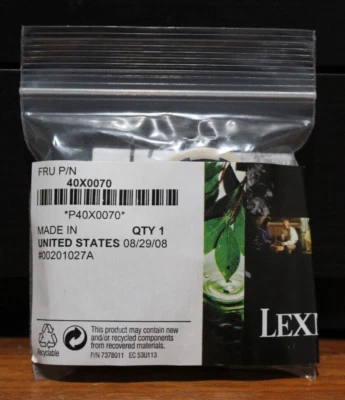 FRU P/N
40X0070
*P40X0070*
MADE IN QTY 1
UNITED STATES 08/29/08
#00201027A
Recyclable
This product may contain new
and/or recycled components
from recovered materials.
P/N 7378011 EC 53U113
LEX